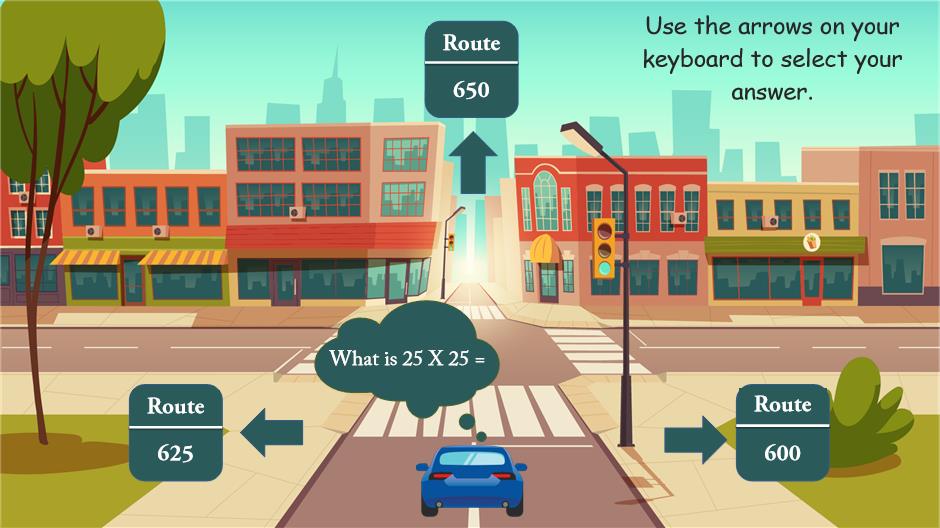 Route
650
Use the arrows on your
keyboard to select your
answer.
What is 25 X 25 =
Route
625
Route
600